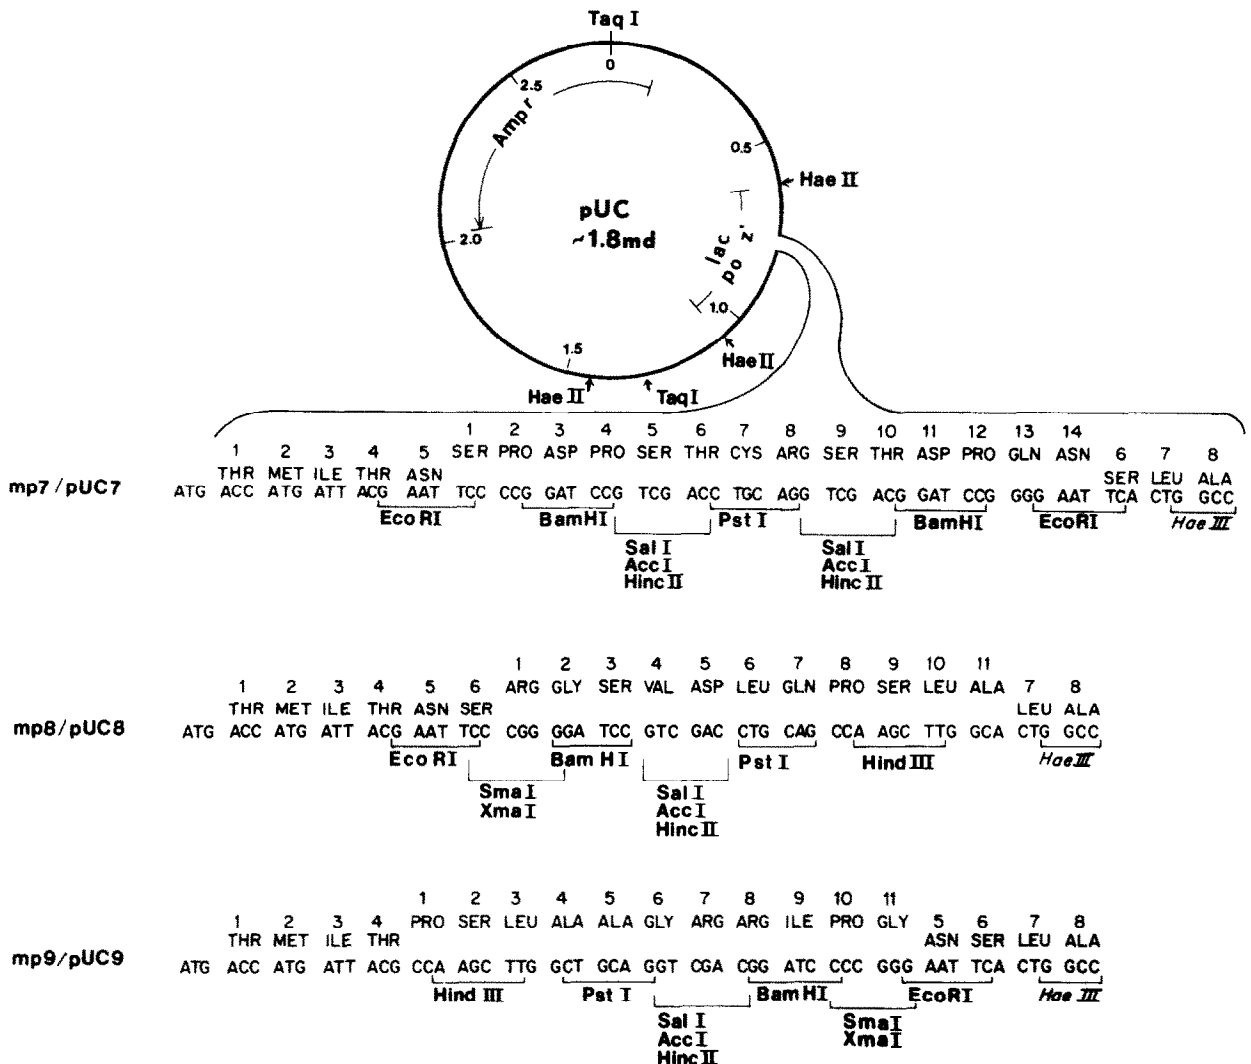 Taq I
0
2.5
Amp r
0.5
Hae II
pUC
~1.8md
2.0
lac
po z'
1.0
Hae II
1.5
Hae II
Taq I
1 2 3 4 5 6 7 8 9 10 11 12 13 14
SER PRO ASP PRO SER THR CYS ARG SER THR ASP PRO GLN ASN
1 2 3 4 5 6 7 8
THR MET ILE THR ASN SER LEU ALA
mp7/pUC7
ATG ACC ATG ATT ACG AAT TCC CCG GAT CCG TCG ACC TGC AGG TCG ACG GAT CCG GGG AAT TCA CTG GCC
Eco RI BamHI Pst I BamHI EcoRI Hae III
Sal I Sal I
Acc I Acc I
Hinc II Hinc II
1 2 3 4 5 6 7 8 9 10 11
ARG GLY SER VAL ASP LEU GLN PRO SER LEU ALA
1 2 3 4 5 6 7 8
THR MET ILE THR ASN SER LEU ALA
mp8/pUC8
ATG ACC ATG ATT ACG AAT TCC CGG GGA TCC GTC GAC CTG CAG CCA AGC TTG GCA CTG GCC
Eco RI Bam HI Pst I Hind III Hae III
Sma I Sal I
Xma I Acc I
Hinc II
1 2 3 4 5 6 7 8 9 10 11
PRO SER LEU ALA ALA GLY ARG ARG ILE PRO GLY
1 2 3 4 5 6 7 8
THR MET ILE THR ASN SER LEU ALA
mp9/pUC9
ATG ACC ATG ATT ACG CCA AGC TTG GCT GCA GGT CGA CGG ATC CCC GGG AAT TCA CTG GCC
Hind III Pst I BamHI EcoRI Hae III
Sal I SmaI
Acc I XmaI
Hinc II